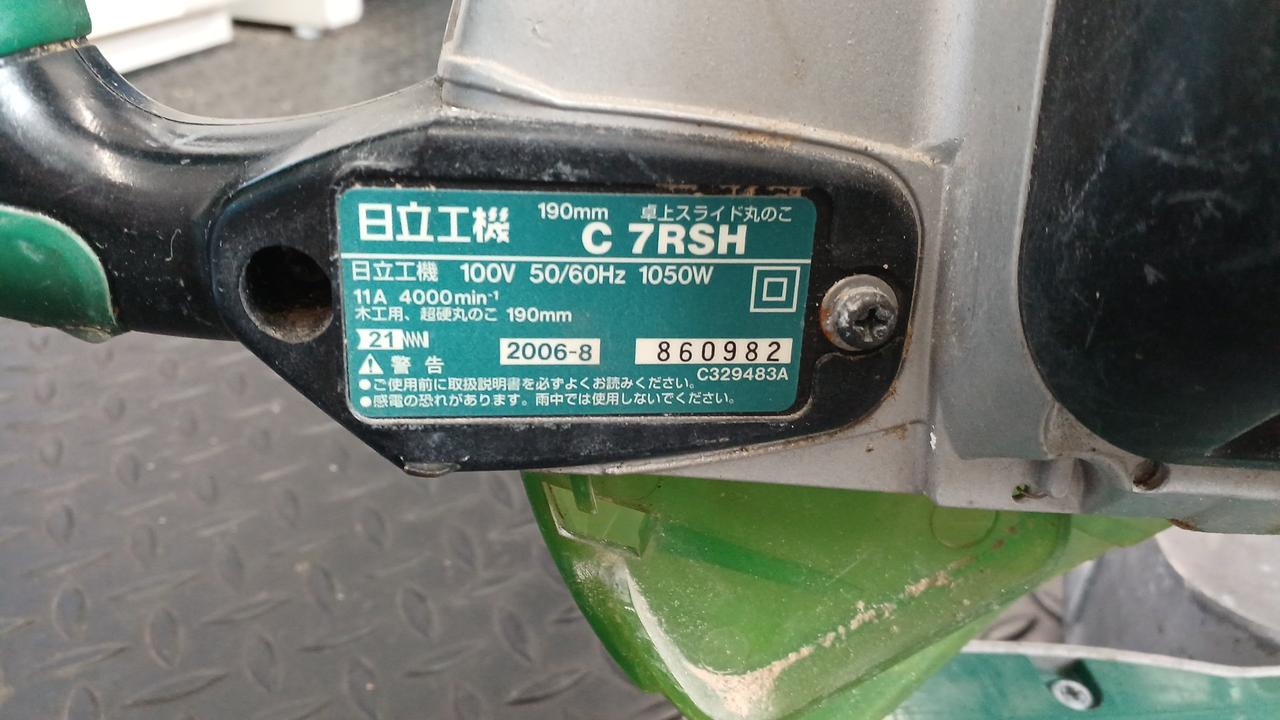 日立工機 190mm 卓上スライド丸のこ
C 7RSH
日立工機 100V 50/60Hz 1050W
11A 4000min⁻¹
木工用、超硬丸のこ 190mm
21
2006-8 860982
警告 C329483A
●ご使用前に取扱説明書を必ずよくお読みください。
●感電の恐れがあります。雨中では使用しないでください。